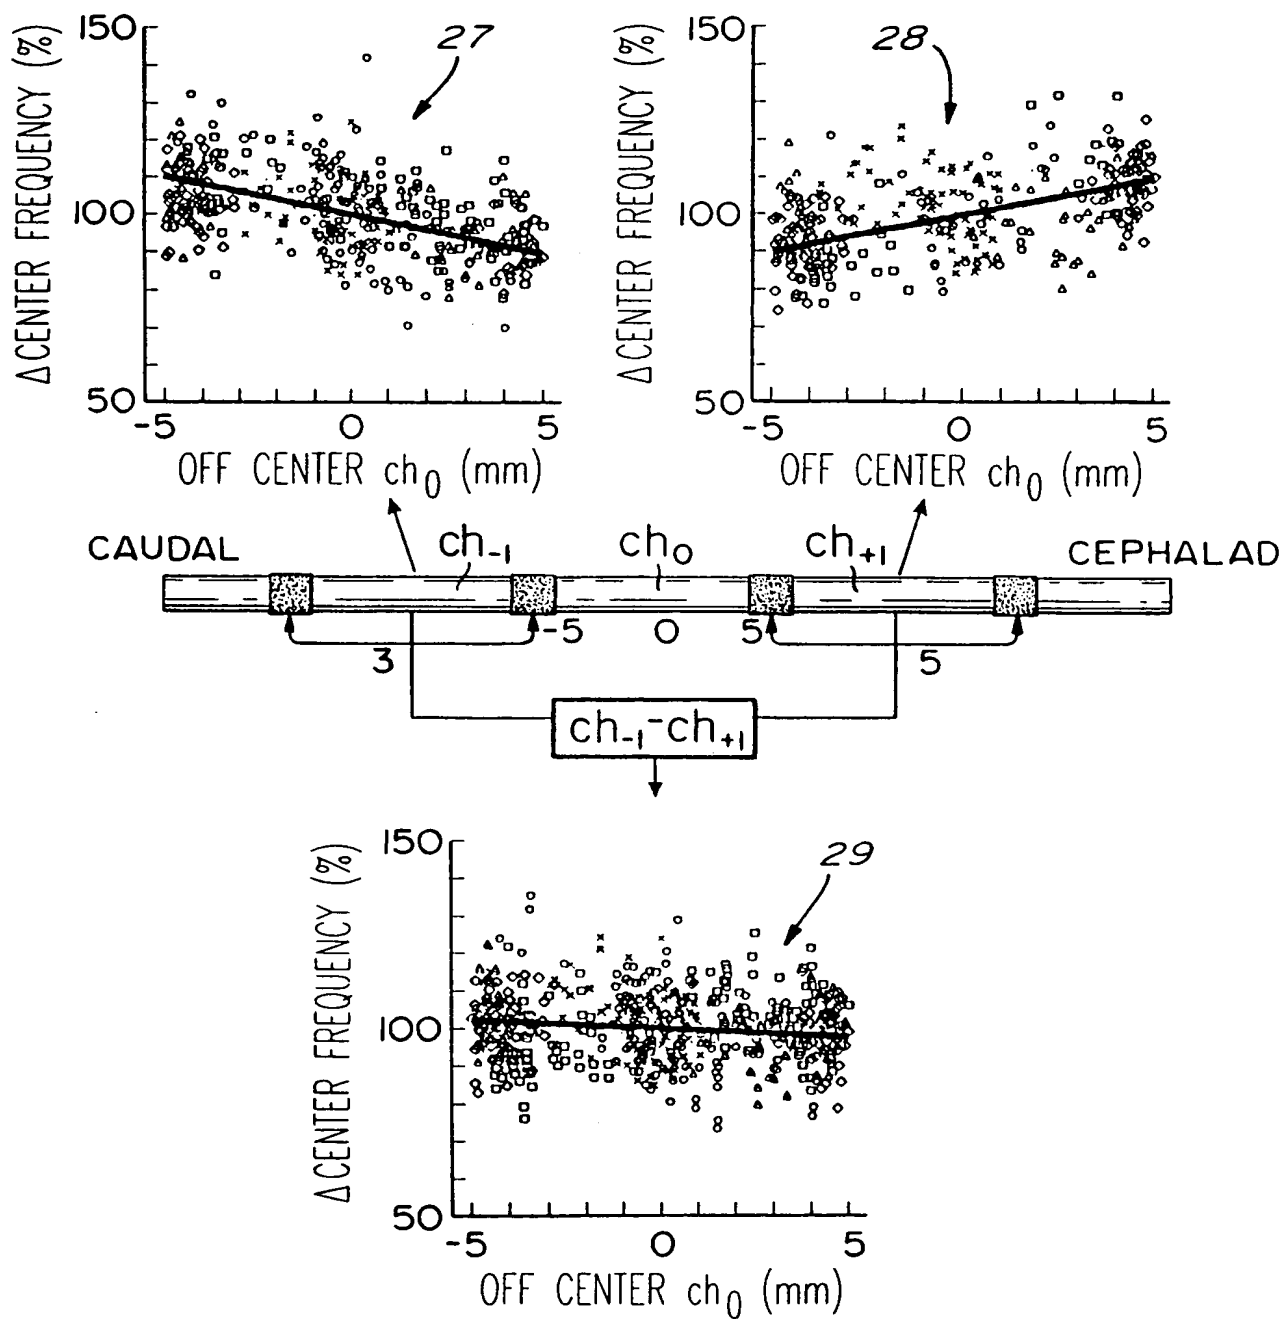 150
100
50
ΔCENTER FREQUENCY (%)
27
-5 0 5
OFF CENTER ch0 (mm)
150
100
50
ΔCENTER FREQUENCY (%)
28
-5 0 5
OFF CENTER ch0 (mm)
CAUDAL ch-1 ch0 ch+1 CEPHALAD
-5 0 5
3 5
ch-1-ch+1
150
100
50
ΔCENTER FREQUENCY (%)
29
-5 0 5
OFF CENTER ch0 (mm)